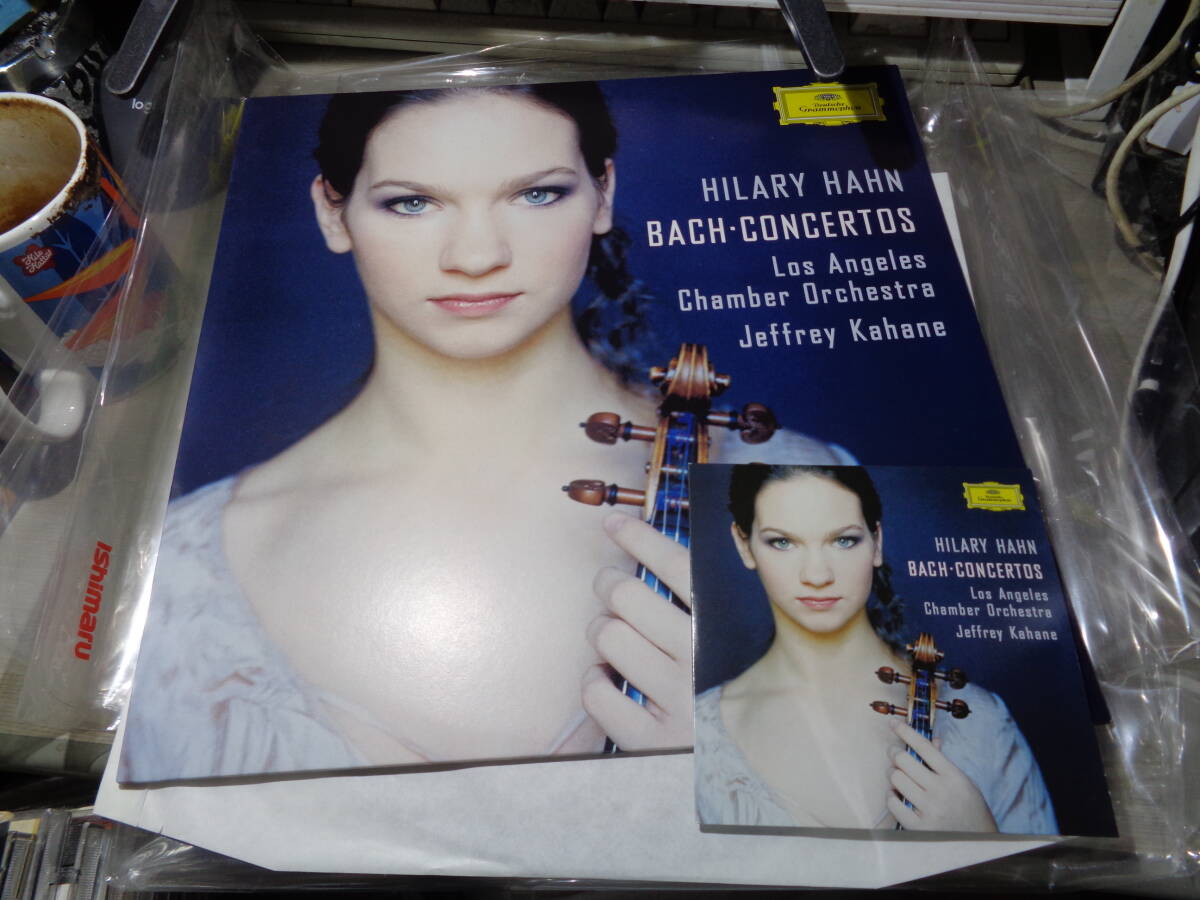 log
Deutsche
Grammophon
HILARY HAHN
BACH·CONCERTOS
Los Angeles
Chamber Orchestra
Jeffrey Kahane
Ishimaru
Deutsche
Grammophon
HILARY HAHN
BACH·CONCERTOS
Los Angeles
Chamber Orchestra
Jeffrey Kahane